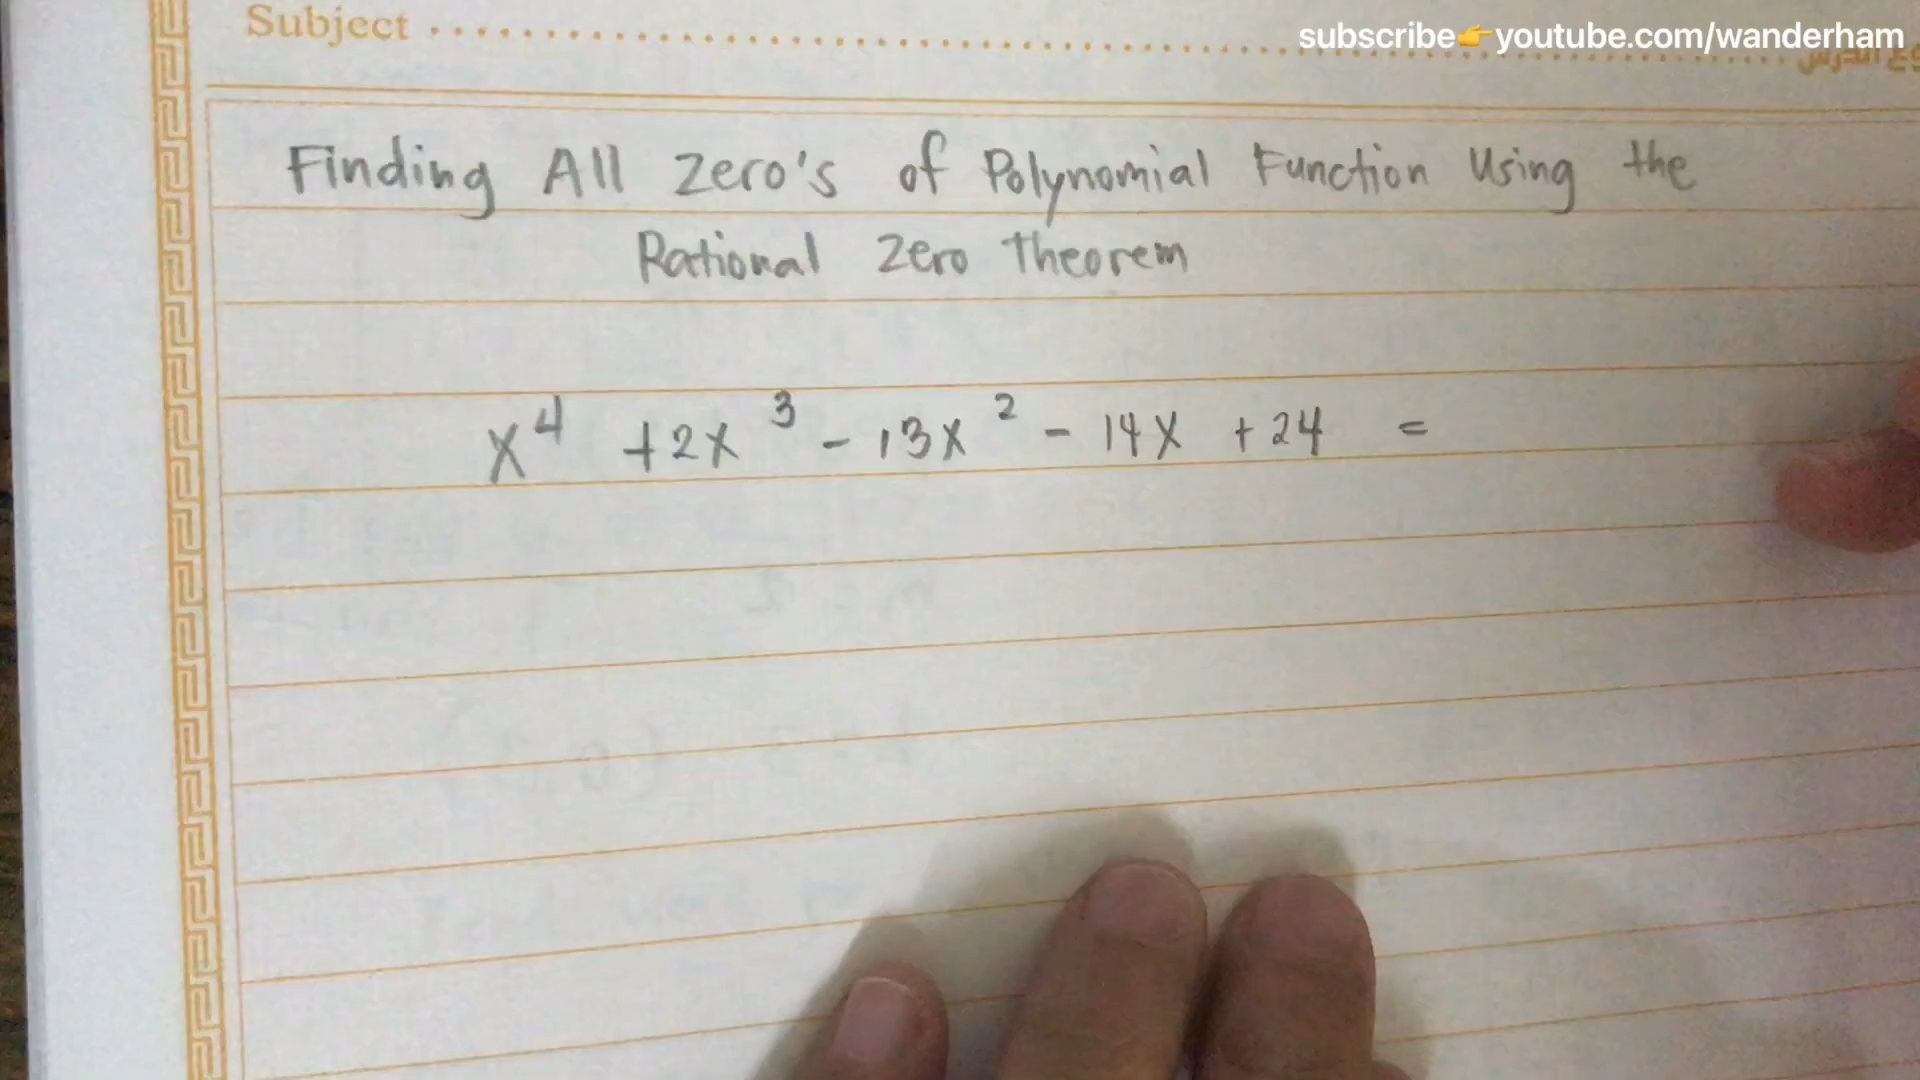 Subject
subscribe👉youtube.com/wanderham
Finding All Zero's of Polynomial Function Using the
Rational Zero Theorem
x⁴ + 2x³ - 13x² - 14x + 24 =